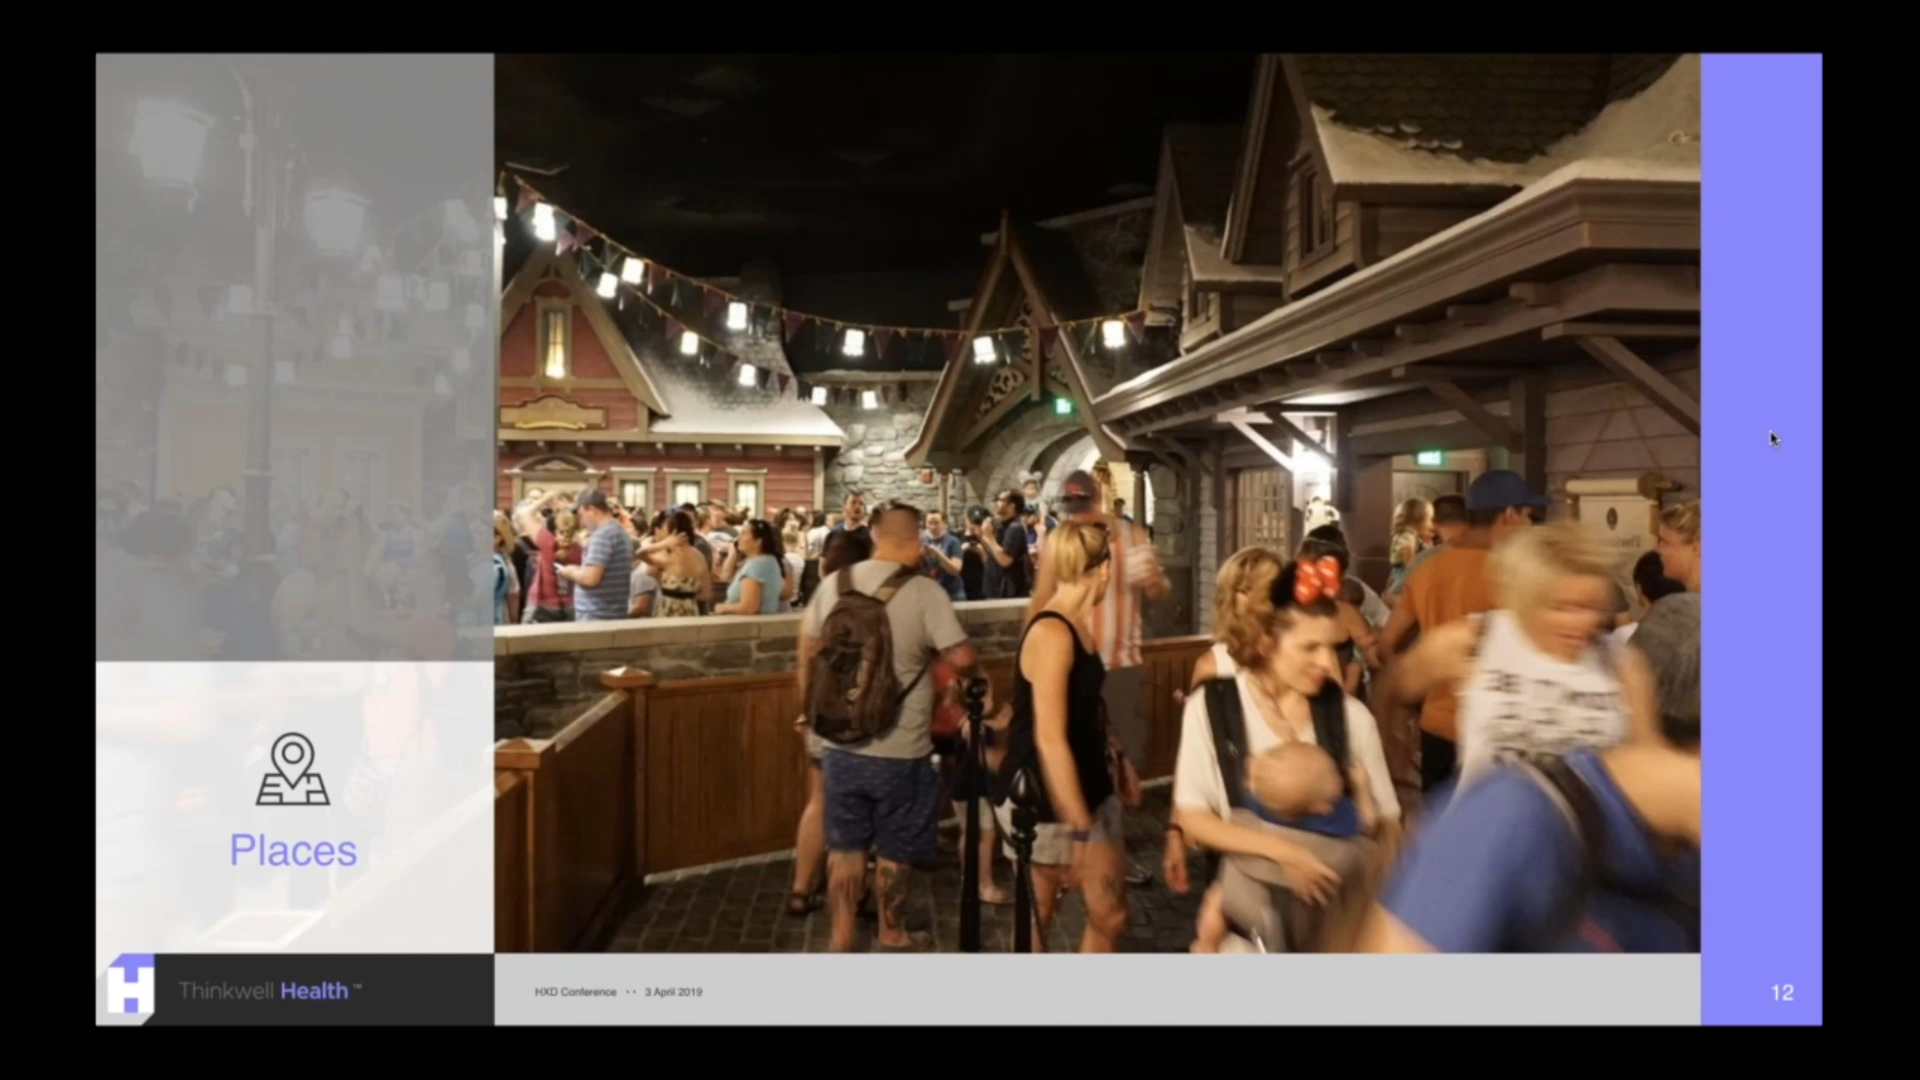 Places
Thinkwell Health™
HXD Conference •• 3 April 2019
12